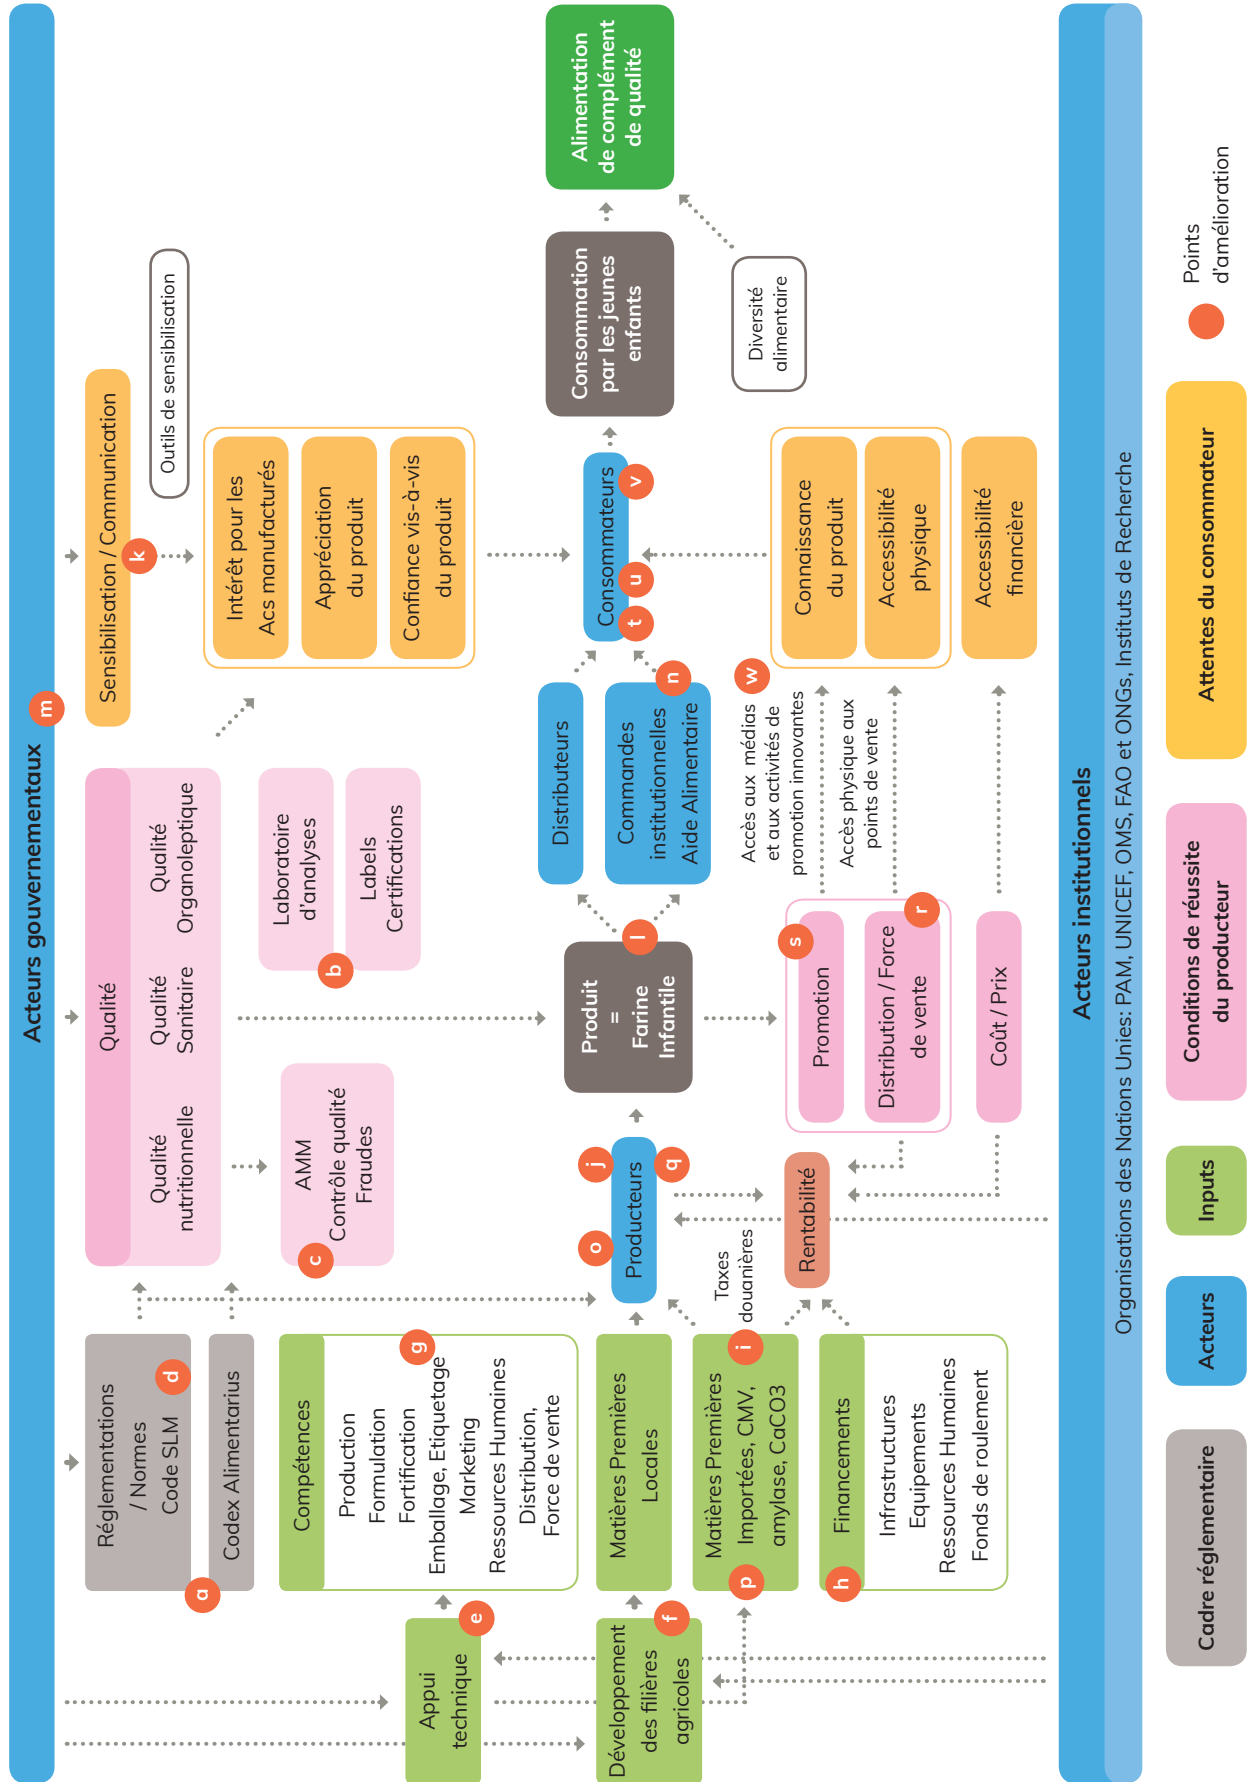 Acteurs gouvernementaux
m
Réglementations
/ Normes
Code SLM
d
a
Codex Alimentarius
Qualité
Qualité
nutritionnelle
Qualité
Sanitaire
Qualité
Organoleptique
Sensibilisation / Communication
k
Outils de sensibilisation
AMM
Contrôle qualité
Fraudes
c
Laboratoire
d'analyses
b
Labels
Certifications
Intérêt pour les
Acs manufacturés
Appréciation
du produit
Confiance vis-à-vis
du produit
Appui
technique
e
Compétences
Production
Formulation
Fortification
g
Emballage, Etiquetage
Marketing
Ressources Humaines
Distribution,
Force de vente
Développement
des filières
agricoles
f
Matières Premières
Locales
Matières Premières
Importées, CMV,
amylase, CaCO3
p
i
Taxes
douanières
Financements
h
Infrastructures
Equipements
Ressources Humaines
Fonds de roulement
Producteurs
o
j
q
Rentabilité
Produit
=
Farine
Infantile
l
Promotion
s
Distribution / Force
de vente
r
Coût / Prix
Distributeurs
Commandes
institutionnelles
Aide Alimentaire
n
Accès aux médias
et aux activités de
promotion innovantes
w
Accès physique aux
points de vente
Consommateurs
t
u
v
Connaissance
du produit
Accessibilité
physique
Accessibilité
financière
Consommation
par les jeunes
enfants
Diversité
alimentaire
Alimentation
de complément
de qualité
Acteurs institutionnels
Organisations des Nations Unies: PAM, UNICEF, OMS, FAO et ONGs, Instituts de Recherche
Cadre réglementaire
Acteurs
Inputs
Conditions de réussite
du producteur
Attentes du consommateur
Points
d'amélioration